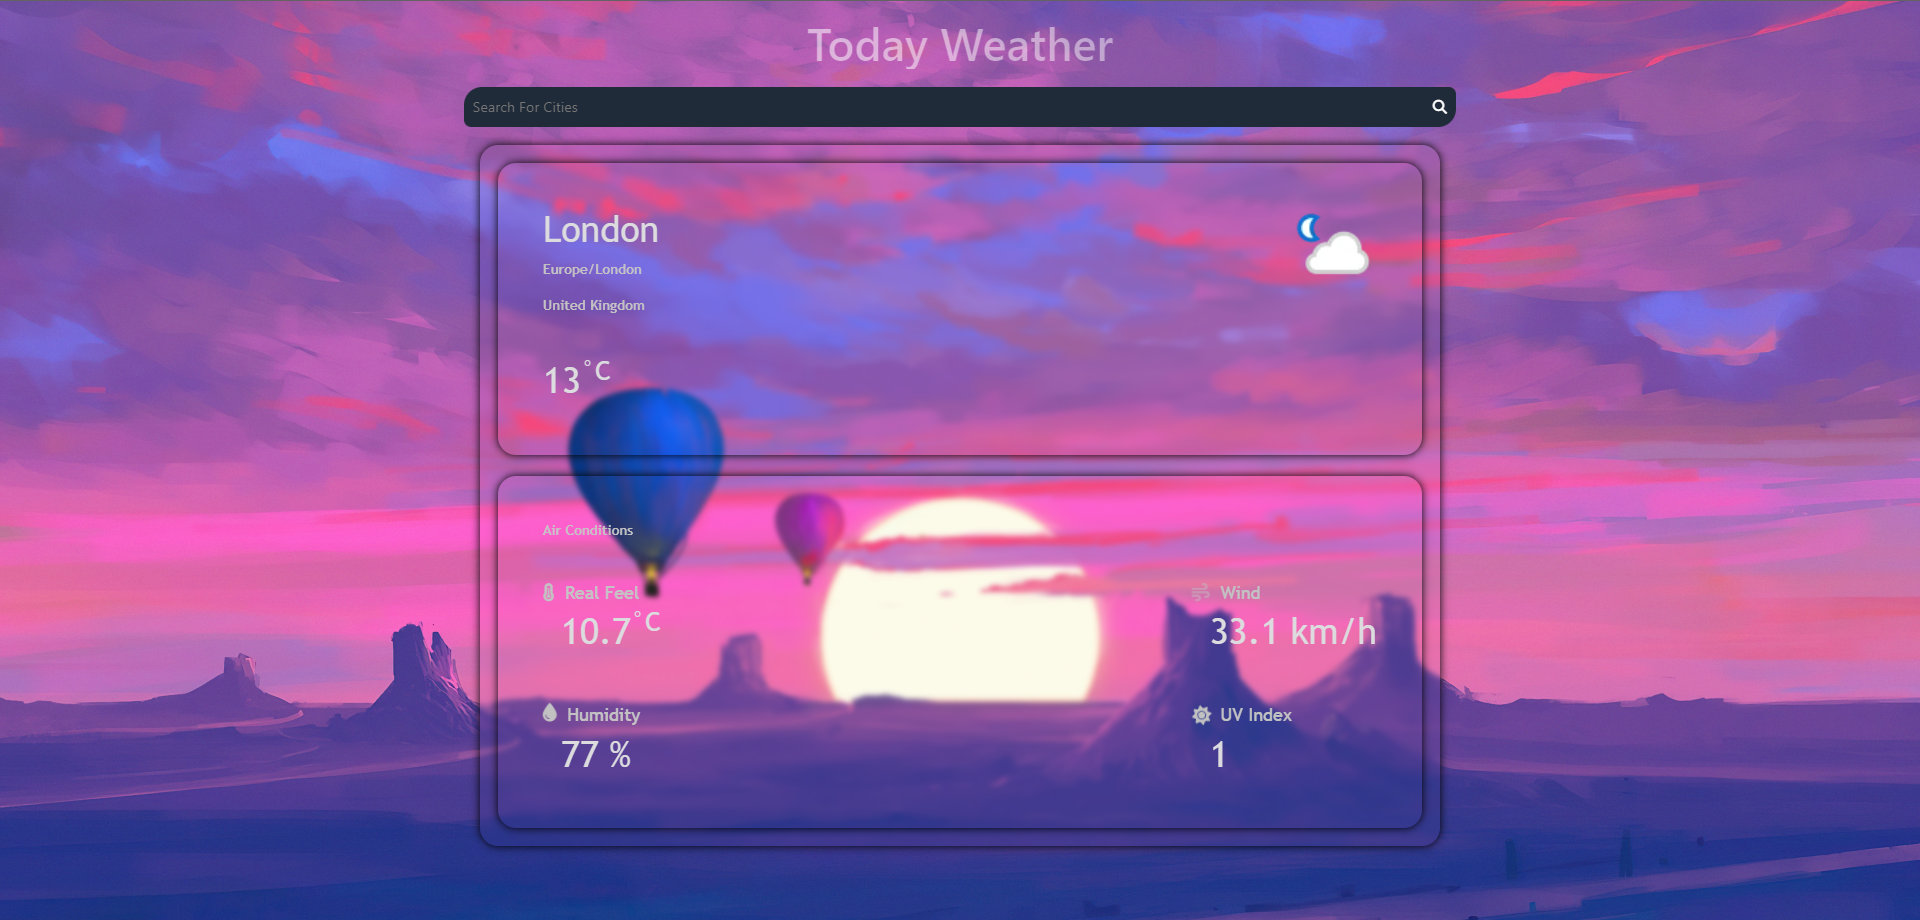 Today Weather
Search For Cities
London
Europe/London
United Kingdom
13°C
Air Conditions
Real Feel
10.7°C
Wind
33.1 km/h
Humidity
77 %
UV Index
1